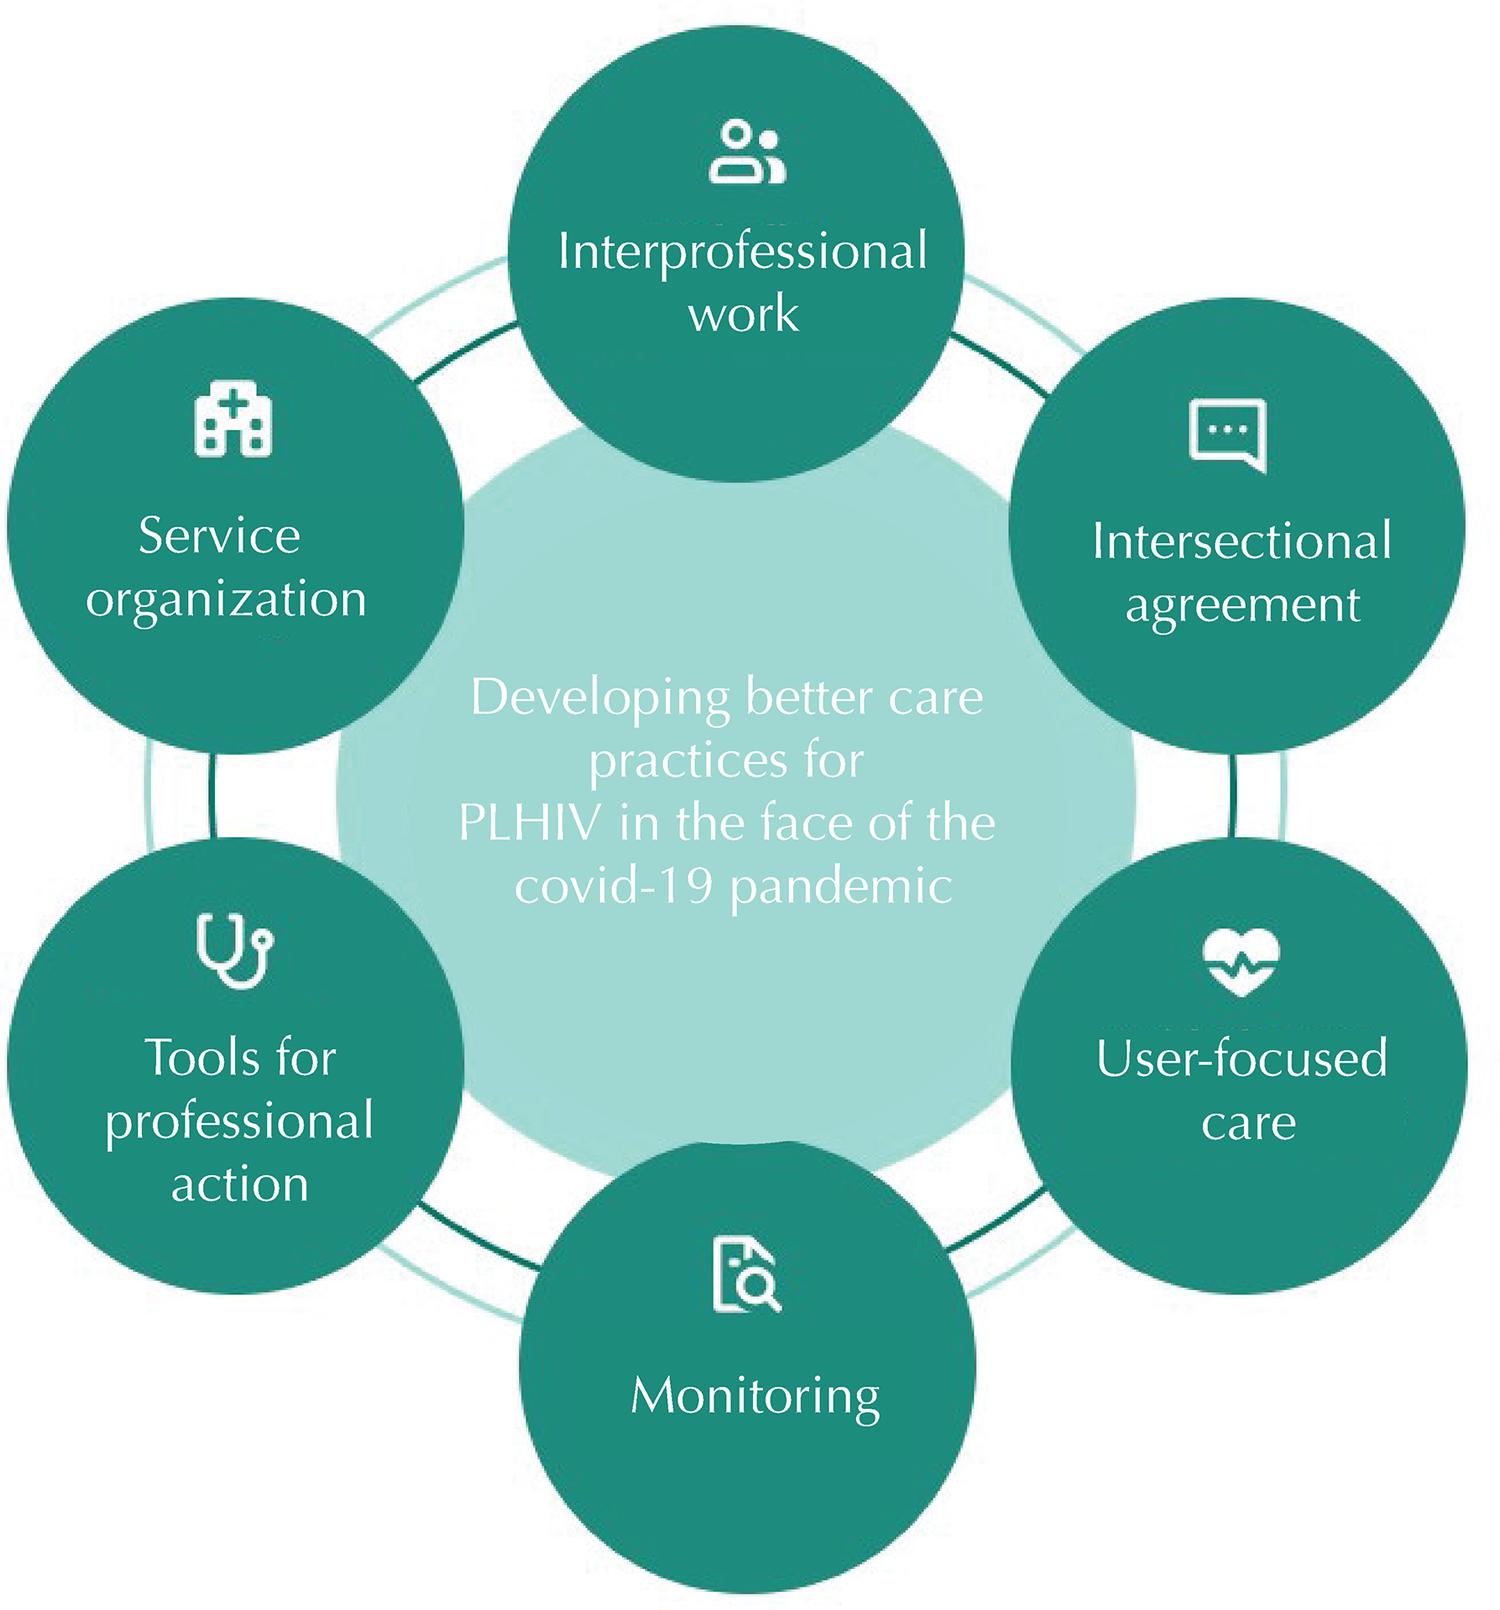 Interprofessional
work
Intersectional
agreement
User-focused
care
Monitoring
Tools for
professional
action
Service
organization
Developing better care
practices for
PLHIV in the face of the
covid-19 pandemic